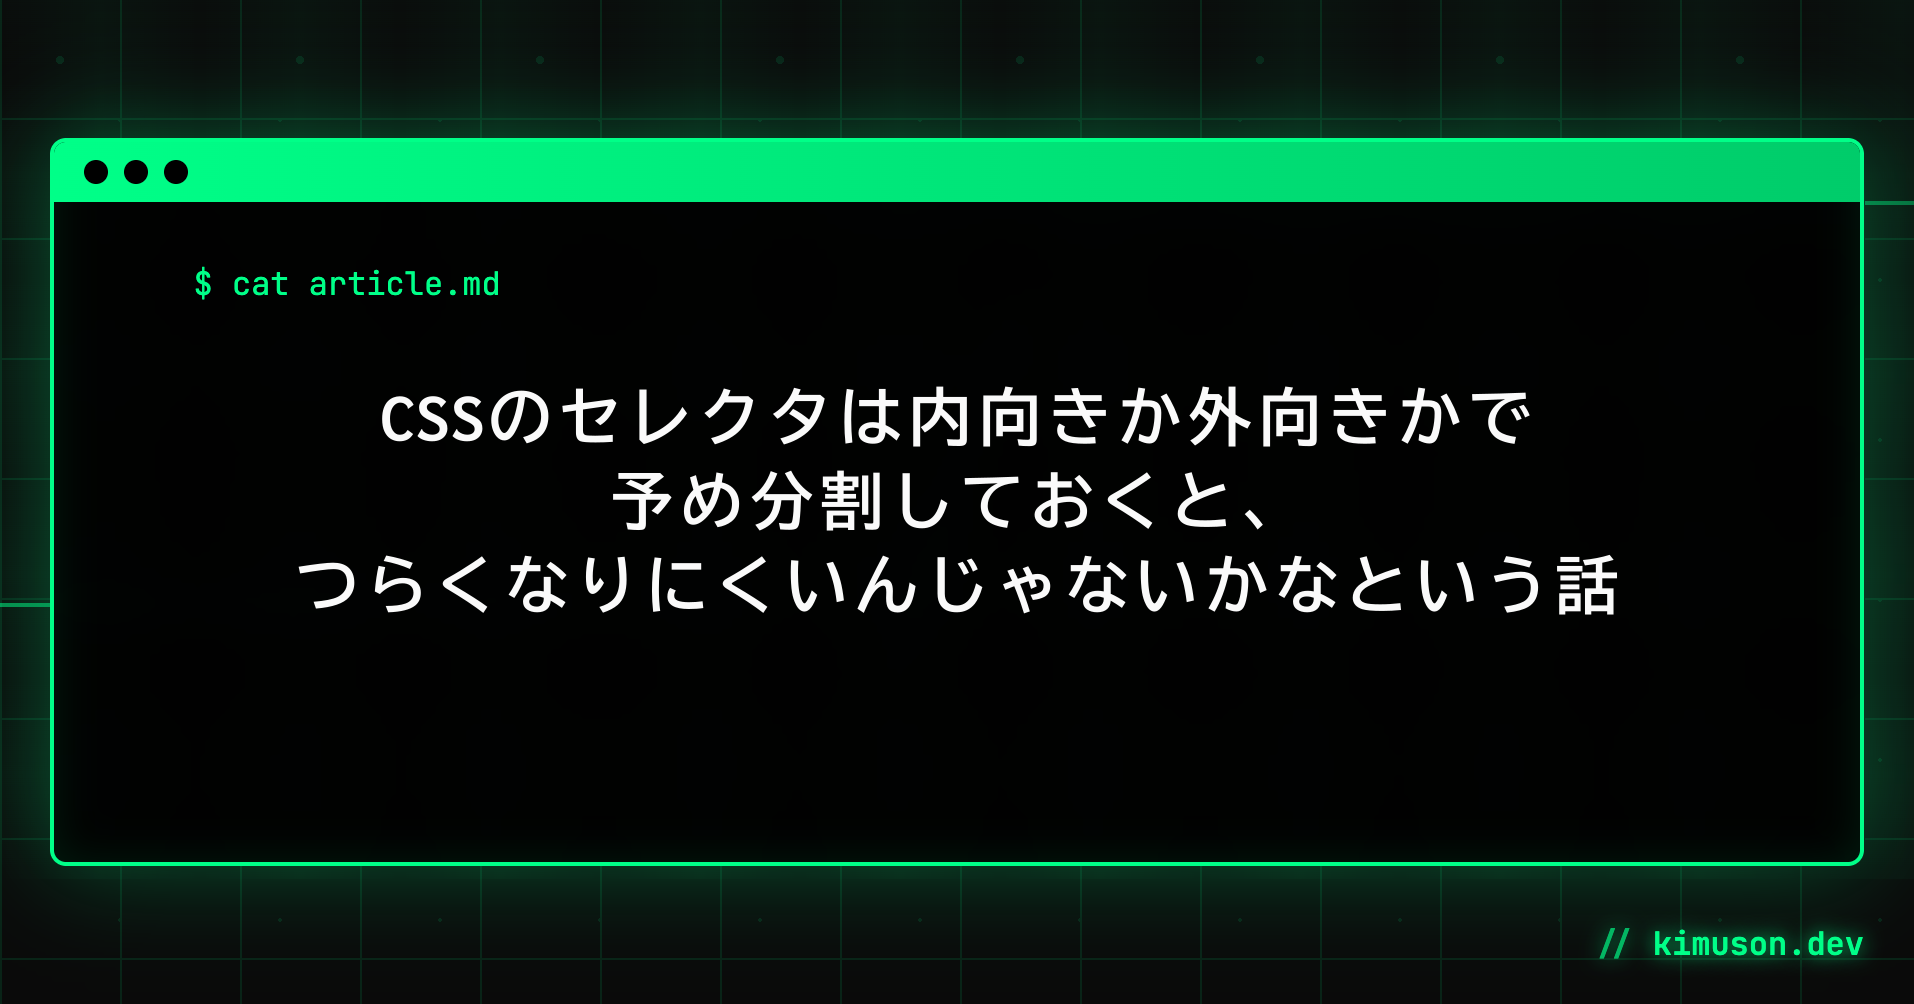 $ cat article.md
CSSのセレクタは内向きか外向きかで
予め分割しておくと、
つらくなりにくいんじゃないかなという話
// kimuson.dev